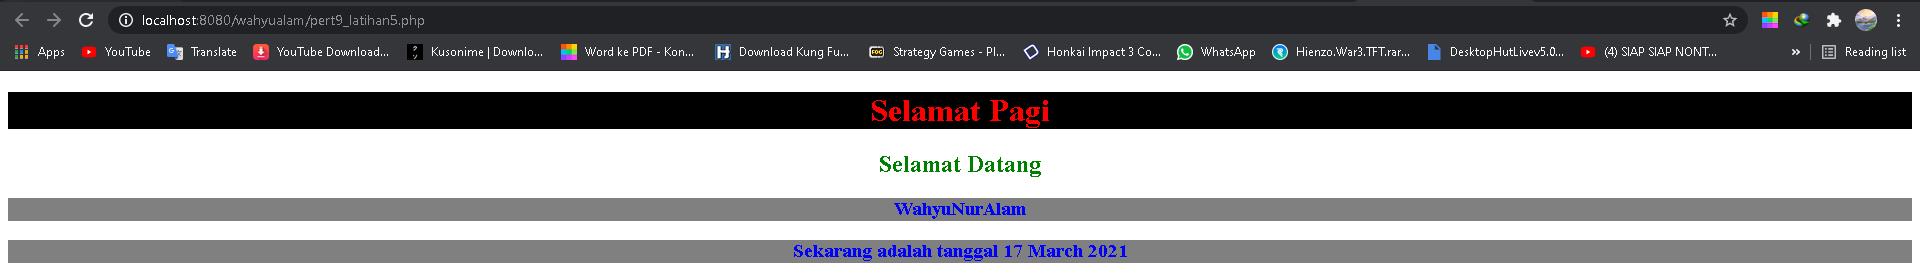 localhost:8080/wahyualam/pert9_latihan5.php
Apps YouTube Translate YouTube Download... Kusonime | Downlo... Word ke PDF - Kon... Download Kung Fu... Strategy Games - Pl... Honkai Impact 3 Co... WhatsApp Hienzo.War3.TFT.rar... DesktopHutLivev5.0... (4) SIAP SIAP NONT... » Reading list
Selamat Pagi
Selamat Datang
WahyuNurAlam
Sekarang adalah tanggal 17 March 2021